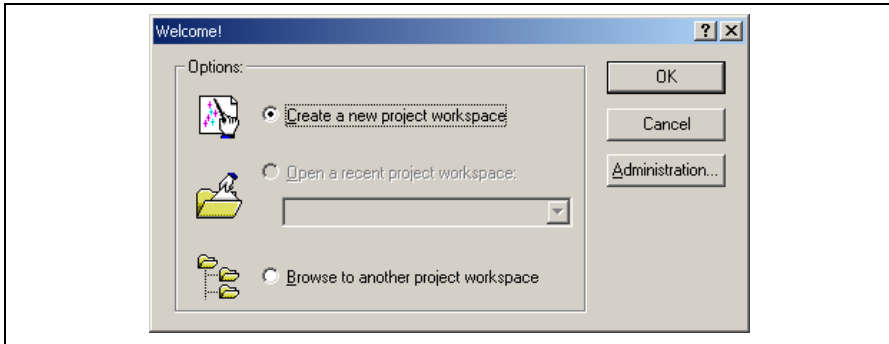 Welcome!
Options:
Create a new project workspace
Open a recent project workspace:
Browse to another project workspace
OK
Cancel
Administration...